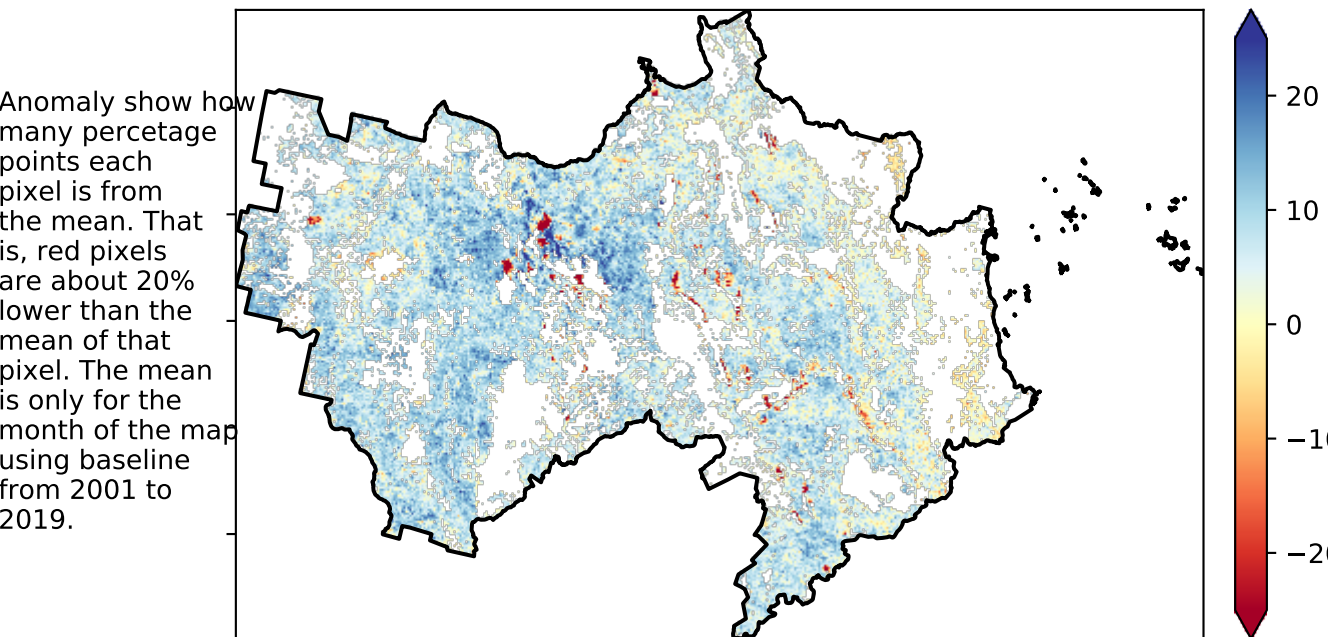 Anomaly show how
many percetage
points each
pixel is from
the mean. That
is, red pixels
are about 20%
lower than the
mean of that
pixel. The mean
is only for the
month of the map
using baseline
from 2001 to
2019.
20
10
0
−10
−20